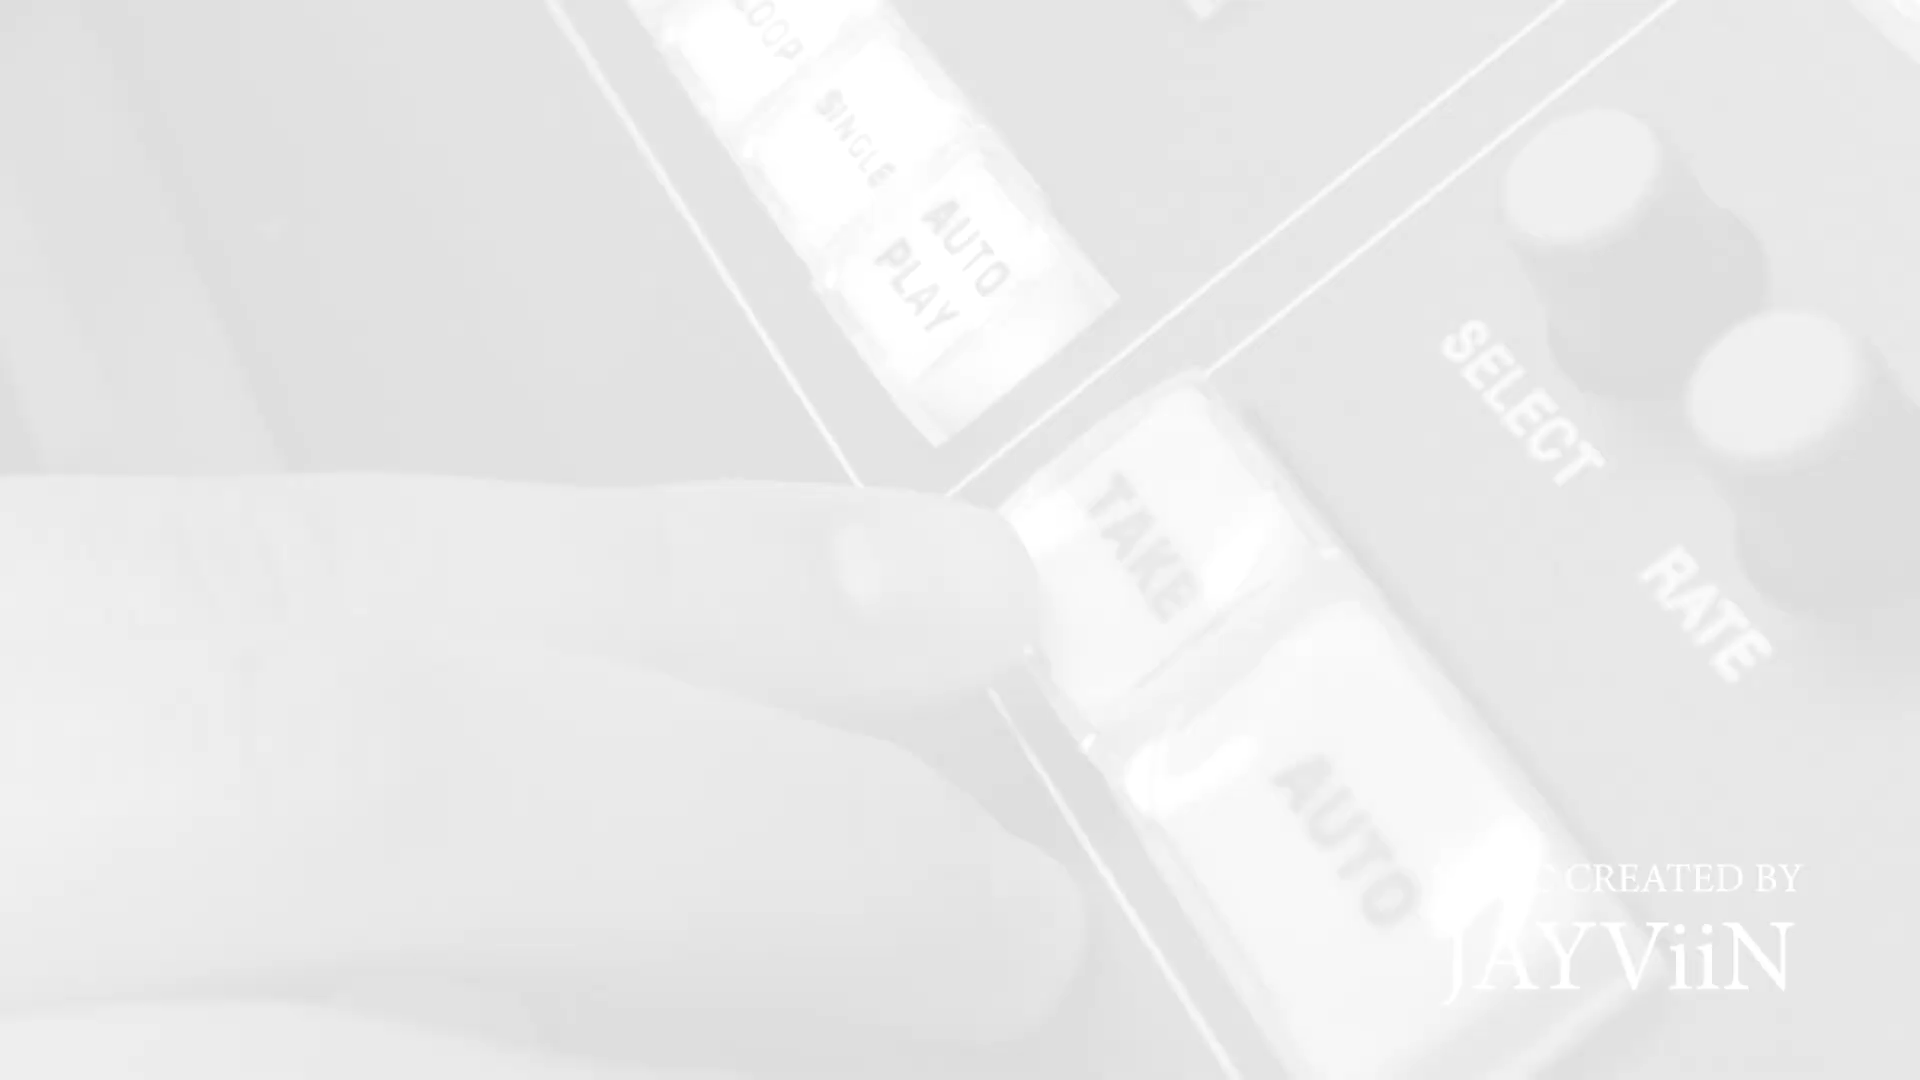 LOOP
SINGLE
AUTO
PLAY
SELECT
TAKE
RATE
AUTO
CREATED BY
JAYViiN